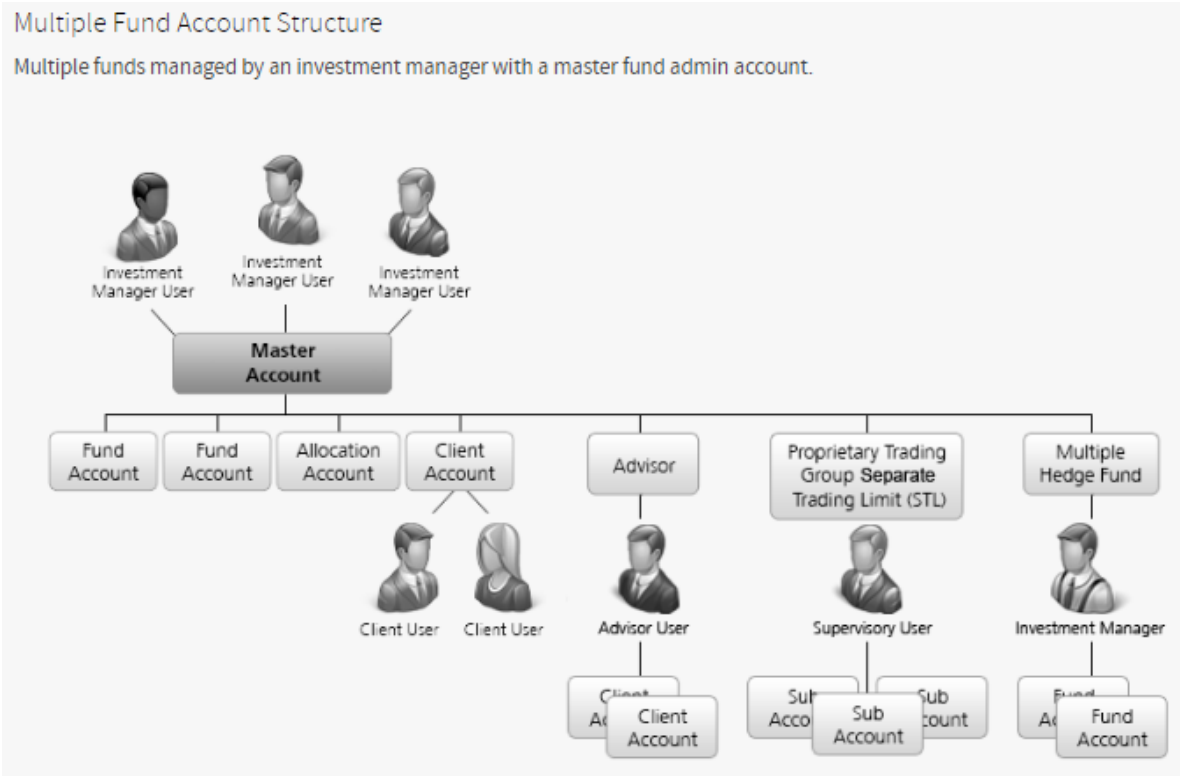 Multiple Fund Account Structure
Multiple funds managed by an investment manager with a master fund admin account.
Investment
Manager User
Investment
Manager User
Investment
Manager User
Master
Account
Fund
Account
Fund
Account
Allocation
Account
Client
Account
Advisor
Proprietary Trading
Group Separate
Trading Limit (STL)
Multiple
Hedge Fund
Client User
Client User
Advisor User
Supervisory User
Investment Manager
Client
Account
Sub
Account
Sub
Sub
Fund
Account